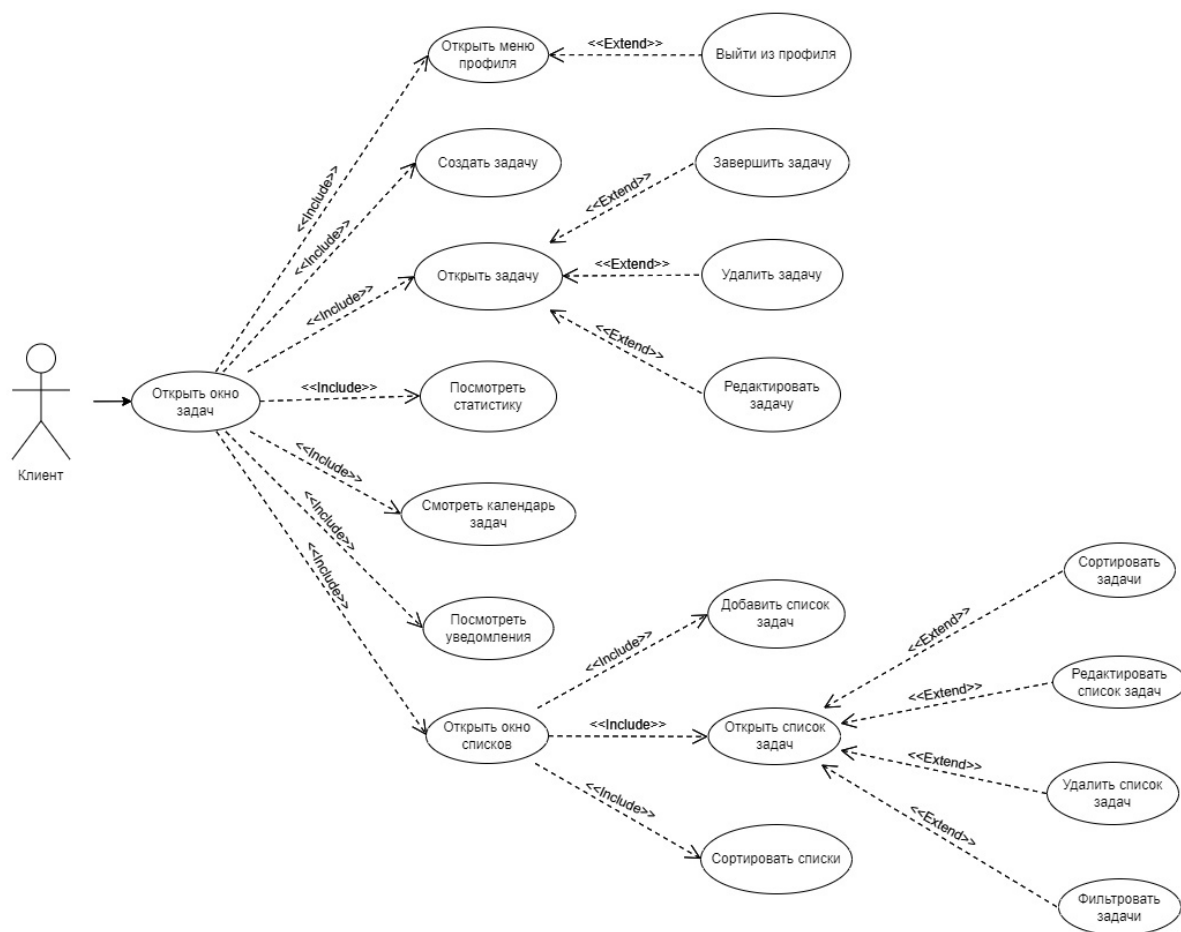 Открыть меню
профиля
<<Extend>>
Выйти из профиля
<<Include>>
Создать задачу
<<Include>>
Завершить задачу
<<Extend>>
Открыть задачу
<<Include>>
<<Extend>>
Удалить задачу
<<Extend>>
Редактировать
задачу
Клиент
Открыть окно
задач
<<Include>>
Посмотреть
статистику
<<Include>>
Смотреть календарь
задач
<<Include>>
Посмотреть
уведомления
<<Include>>
Открыть окно
списков
<<Include>>
Добавить список
задач
<<Include>>
Открыть список
задач
<<Include>>
Сортировать списки
<<Extend>>
Сортировать
задачи
<<Extend>>
Редактировать
список задач
<<Extend>>
Удалить список
задач
<<Extend>>
Фильтровать
задачи